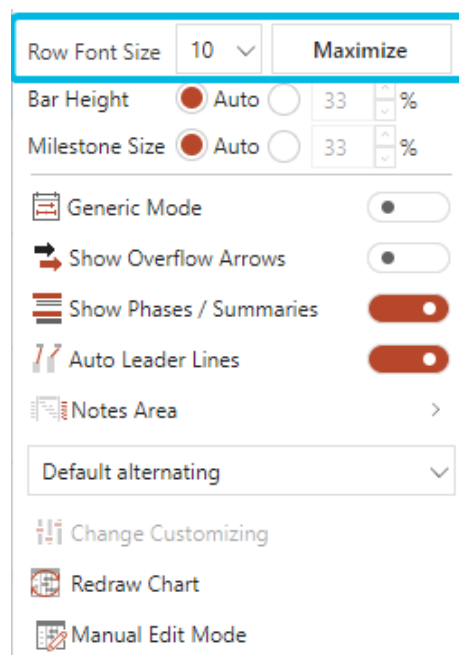 Row Font Size 10 Maximize
Bar Height Auto 33 %
Milestone Size Auto 33 %
Generic Mode
Show Overflow Arrows
Show Phases / Summaries
Auto Leader Lines
Notes Area
Default alternating
Change Customizing
Redraw Chart
Manual Edit Mode